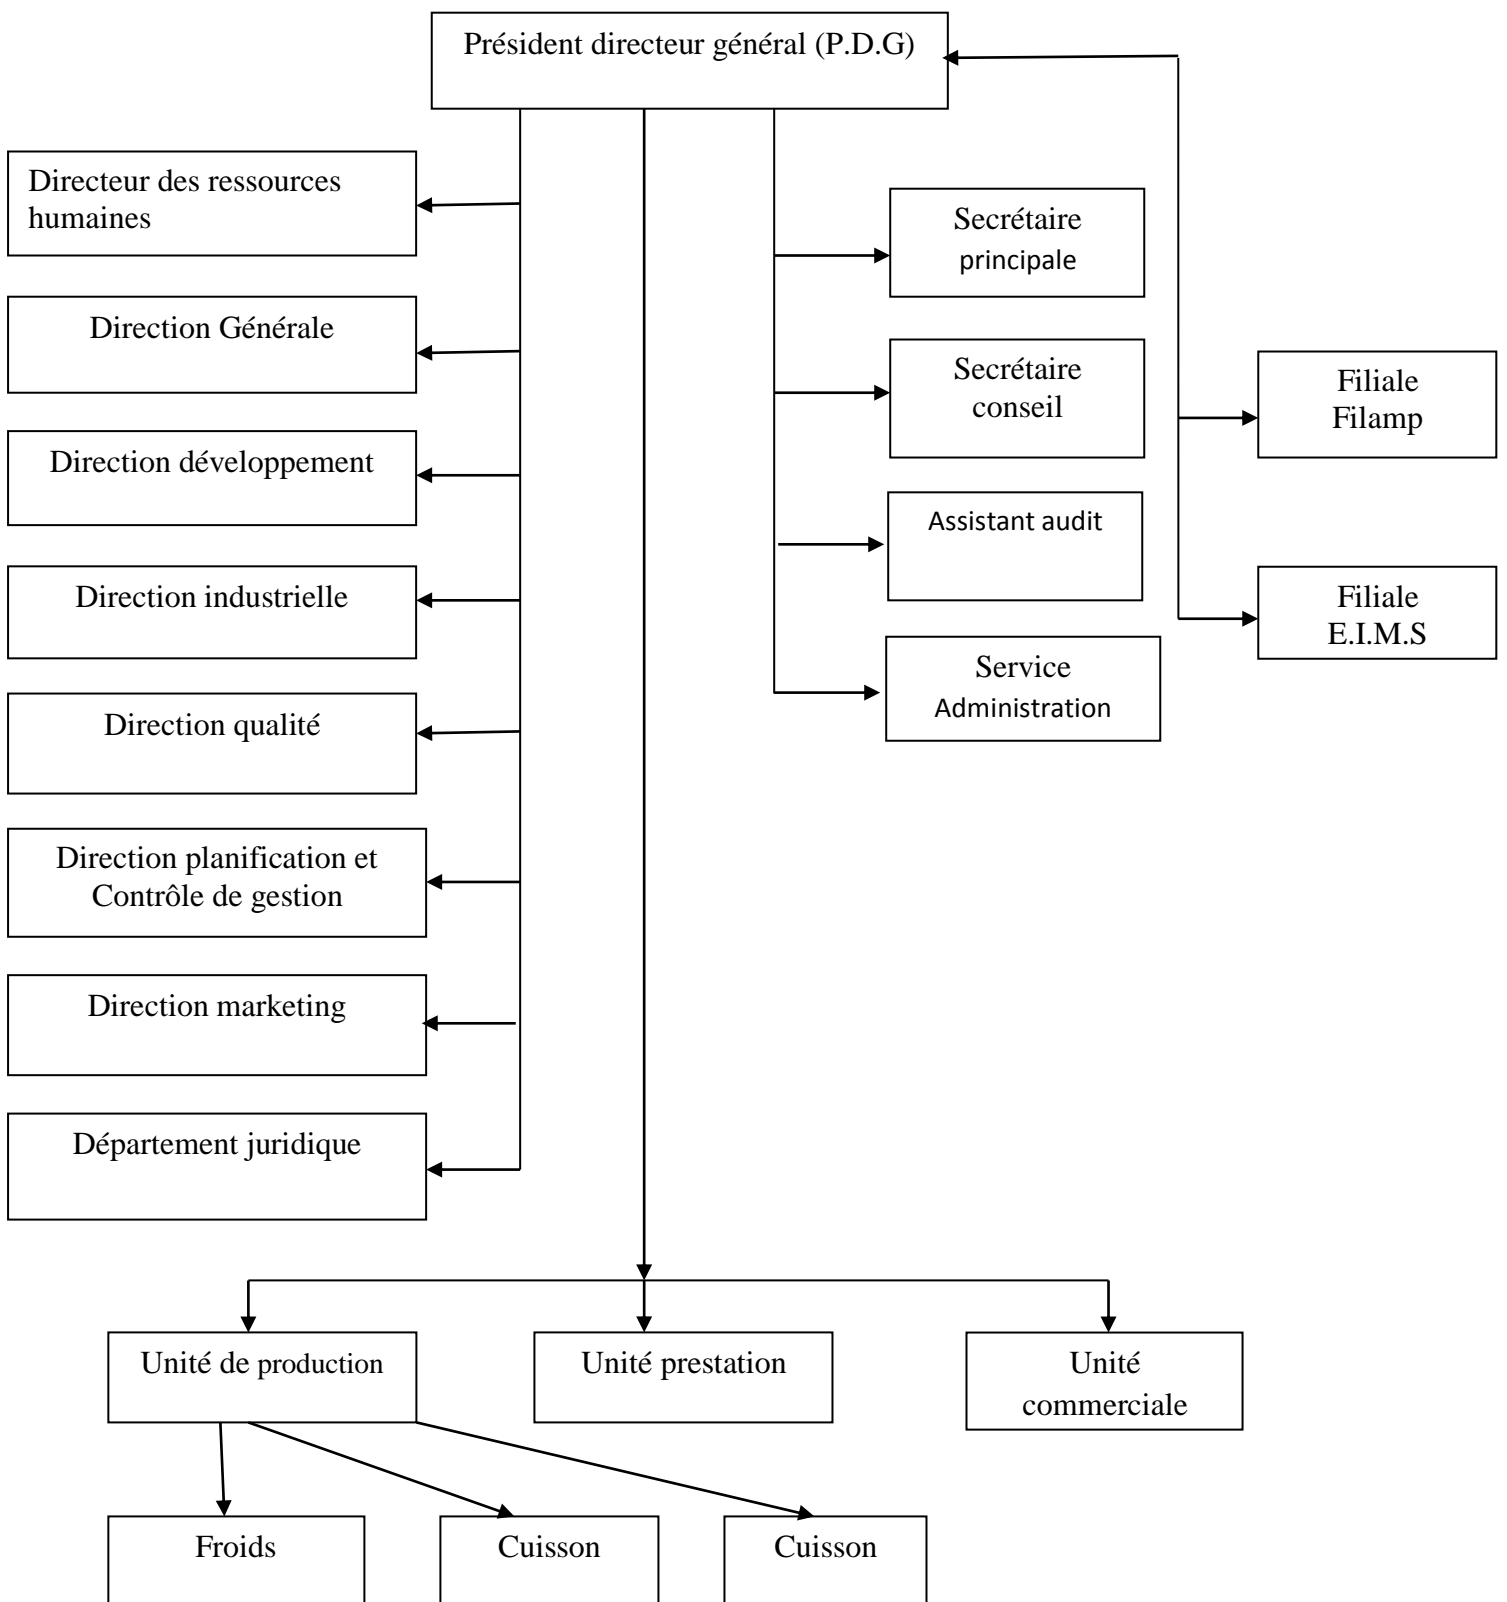 Président directeur général (P.D.G)
Directeur des ressources
humaines
Direction Générale
Direction développement
Direction industrielle
Direction qualité
Direction planification et
Contrôle de gestion
Direction marketing
Département juridique
Secrétaire
principale
Secrétaire
conseil
Assistant audit
Service
Administration
Filiale
Filamp
Filiale
E.I.M.S
Unité de production
Unité prestation
Unité
commerciale
Froids
Cuisson
Cuisson